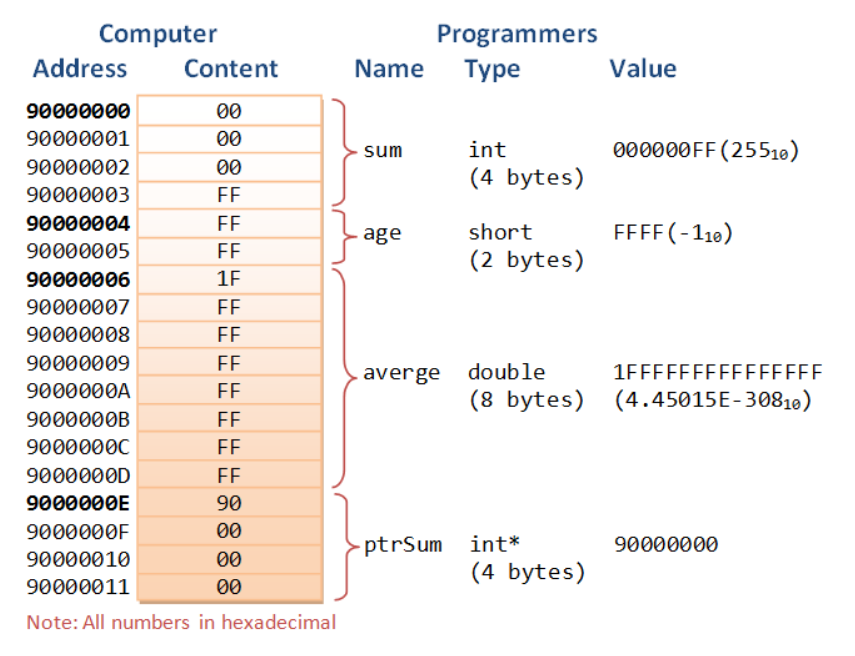 Computer Programmers
Address Content Name Type Value
90000000 00
90000001 00
90000002 00
90000003 FF
sum int 000000FF(255₁₀)
(4 bytes)
90000004 FF
90000005 FF
age short FFFF(-1₁₀)
(2 bytes)
90000006 1F
90000007 FF
90000008 FF
90000009 FF
9000000A FF
9000000B FF
9000000C FF
9000000D FF
averge double 1FFFFFFFFFFFFFFF
(8 bytes) (4.45015E-308₁₀)
9000000E 90
9000000F 00
90000010 00
90000011 00
ptrSum int* 90000000
(4 bytes)
Note: All numbers in hexadecimal